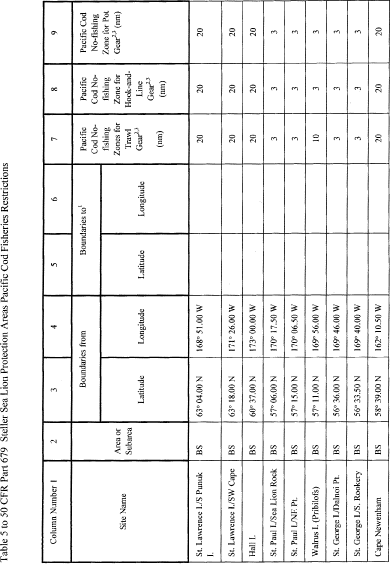 Table 5 to 50 CFR Part 679 Steller Sea Lion Protection Areas Pacific Cod Fisheries Restrictions
Column Number 1 2 3 4 5 6 7 8 9
Site Name
Area or
Subarea
Boundaries from
Latitude Longitude
Boundaries to1
Latitude Longitude
Pacific
Cod No-
fishing
Zones for
Trawl
Gear2,3
(nm)
Pacific
Cod No-
fishing
Zone for
Hook-and-
Line
Gear2,3
(nm)
Pacific Cod
No-fishing
Zone for Pot
Gear2,3 (nm)
St. Lawrence I./S Punuk
I. BS 63° 04.00 N 168° 51.00 W 20 20 20
St. Lawrence I./SW Cape BS 63° 18.00 N 171° 26.00 W 20 20 20
Hall I. BS 60° 37.00 N 173° 00.00 W 20 20 20
St. Paul I./Sea Lion Rock BS 57° 06.00 N 170° 17.50 W 3 3 3
St. Paul I./NE Pt. BS 57° 15.00 N 170° 06.50 W 3 3 3
Walrus I. (Pribilofs) BS 57° 11.00 N 169° 56.00 W 10 3 3
St. George I./Dalnoi Pt. BS 56° 36.00 N 169° 46.00 W 3 3 3
St. George I./S. Rookery BS 56° 33.50 N 169° 40.00 W 3 3 3
Cape Newenham BS 58° 39.00 N 162° 10.50 W 20 20 20